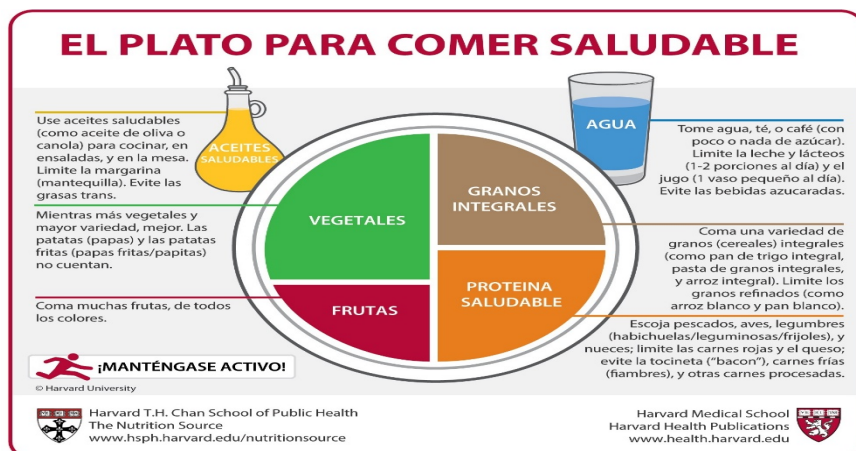 EL PLATO PARA COMER SALUDABLE
Use aceites saludables
(como aceite de oliva o
canola) para cocinar, en
ensaladas, y en la mesa.
Limite la margarina
(mantequilla). Evite las
grasas trans.
ACEITES
SALUDABLES
AGUA
Tome agua, té, o café (con
poco o nada de azúcar).
Limite la leche y lácteos
(1-2 porciones al día) y el
jugo (1 vaso pequeño al día).
Evite las bebidas azucaradas.
Mientras más vegetales y
mayor variedad, mejor. Las
patatas (papas) y las patatas
fritas (papas fritas/papitas)
no cuentan.
VEGETALES
GRANOS
INTEGRALES
Coma una variedad de
granos (cereales) integrales
(como pan de trigo integral,
pasta de granos integrales,
y arroz integral). Limite los
granos refinados (como
arroz blanco y pan blanco).
Coma muchas frutas, de todos
los colores.
FRUTAS
PROTEINA
SALUDABLE
Escoja pescados, aves, legumbres
(habichuelas/leguminosas/frijoles), y
nueces; limite las carnes rojas y el queso;
evite la tocineta ("bacon"), carnes frías
(fiambres), y otras carnes procesadas.
¡MANTÉNGASE ACTIVO!
© Harvard University
Harvard T.H. Chan School of Public Health
The Nutrition Source
www.hsph.harvard.edu/nutritionsource
Harvard Medical School
Harvard Health Publications
www.health.harvard.edu